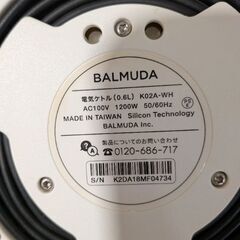 BALMUDA
電気ケトル(0.6L) K02A-WH
AC100V 1200W 50/60Hz
MADE IN TAIWAN Silicon Technology
BALMUDA Inc.
製品についてのお問い合わせ
Q A 0120-686-717
S/N K2DA18MF04734